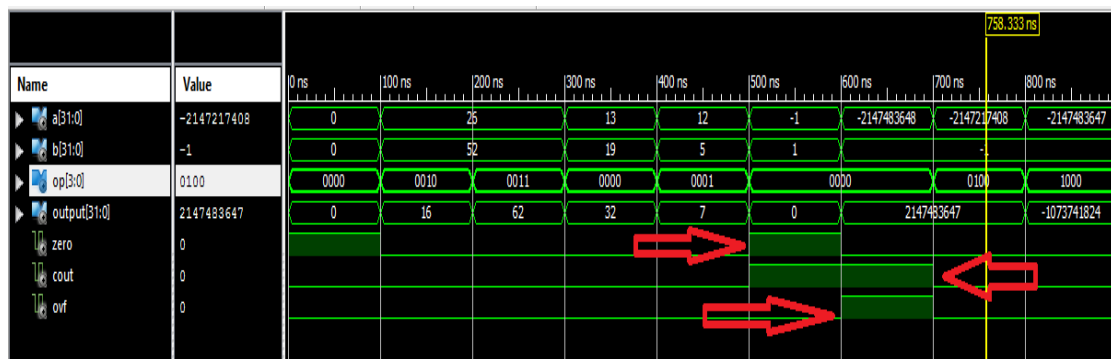 758.333 ns
Name Value 0 ns 100 ns 200 ns 300 ns 400 ns 500 ns 600 ns 700 ns 800 ns
a[31:0] -2147217408 0 25 13 12 -1 -2147483648 -2147217408 -2147483647
b[31:0] -1 0 52 19 5 1 -1
op[3:0] 0100 0000 0010 0011 0000 0001 0000 0100 1000
output[31:0] 2147483647 0 16 62 32 7 0 2147483647 -1073741824
zero 0
cout 0
ovf 0